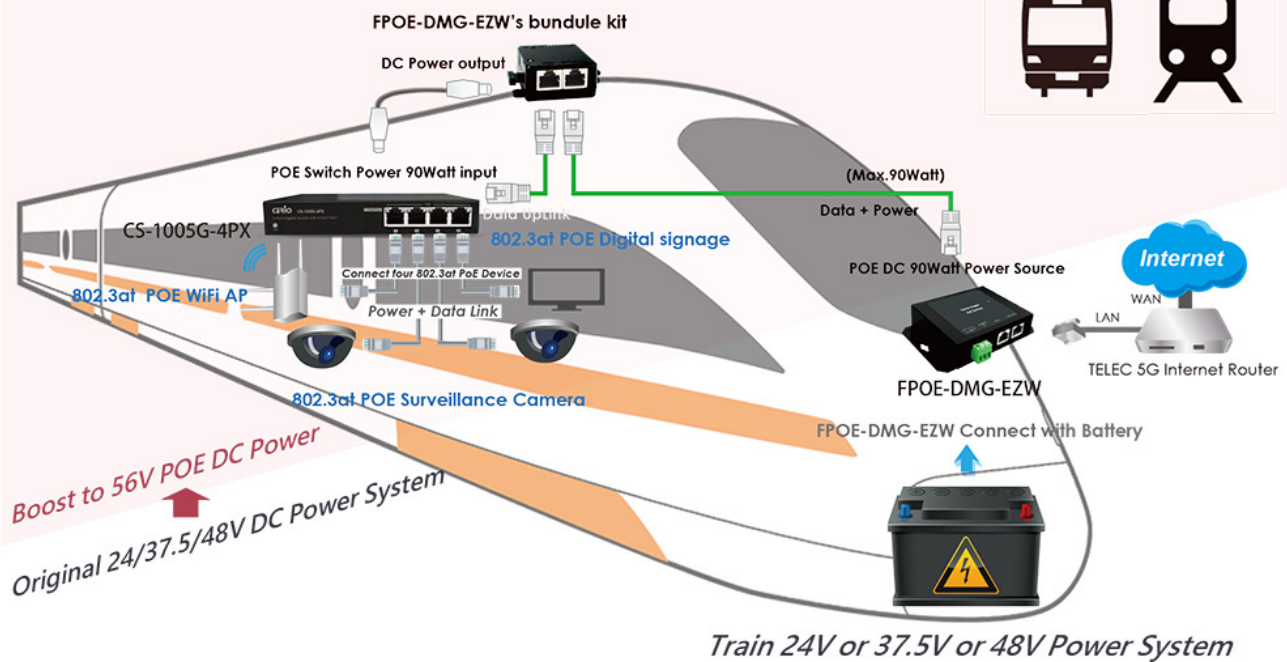 FPOE-DMG-EZW's bundule kit
DC Power output
POE Switch Power 90Watt input
(Max.90Watt)
Data + Power
Data UpLink
CS-1005G-4PX
802.3at POE Digital signage
POE DC 90Watt Power Source
Internet
WAN
LAN
TELEC 5G Internet Router
Connect four 802.3at PoE Device
802.3at POE WiFi AP
Power + Data Link
802.3at POE Surveillance Camera
FPOE-DMG-EZW
FPOE-DMG-EZW Connect with Battery
Boost to 56V POE DC Power
Original 24/37.5/48V DC Power System
Train 24V or 37.5V or 48V Power System